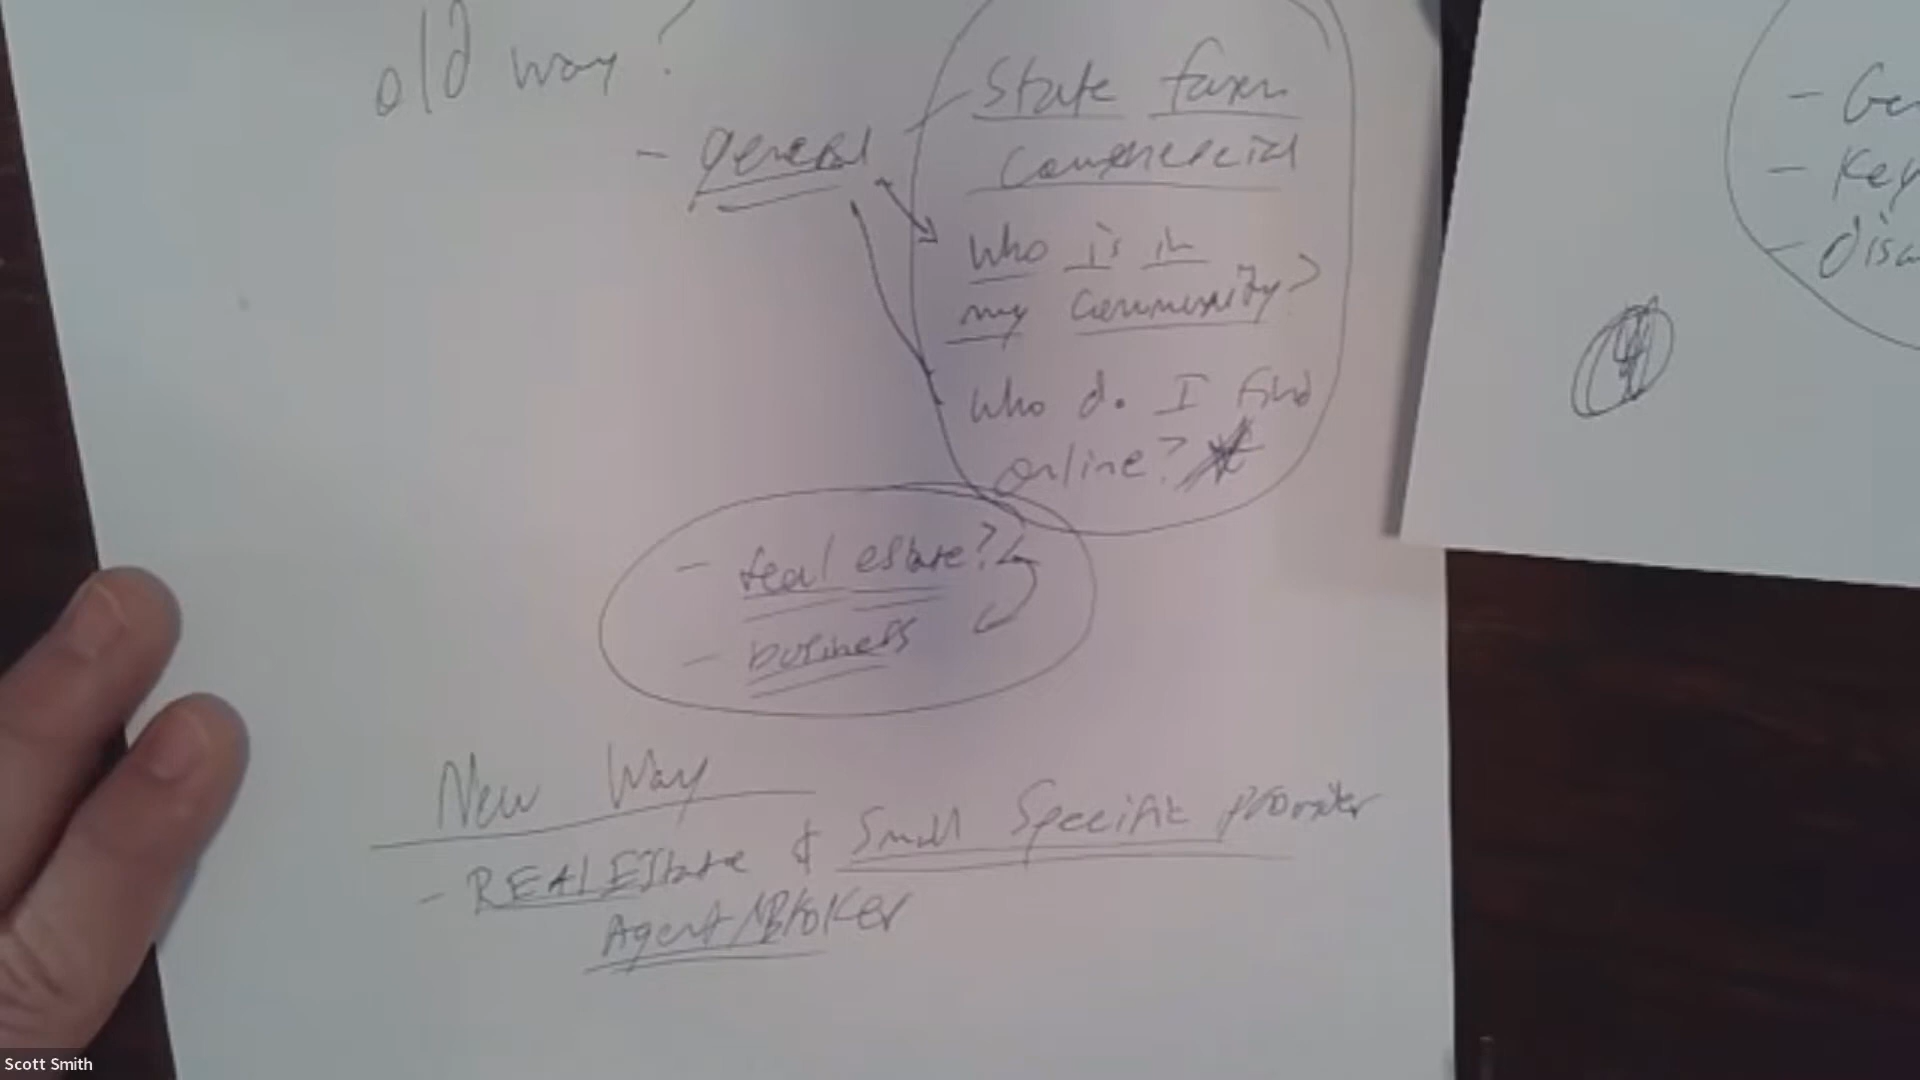 old way?
- general
- State farm
commercial
who is in
my community?
who do I find
online?
- real estate?
- business
New Way
- REAL EState & Small Specific provider
Agent/Broker
- Ge
- Key
- disc
Scott Smith